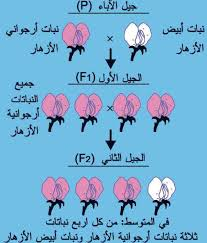 جيل الآباء (P)
نبات أرجواني
الأزهار
×
نبات أبيض
الأزهار
الجيل الأول (F1)
جميع
النباتات
أرجوانية
الأزهار
×
الجيل الثاني (F2)
في المتوسط: من كل اربع نباتات
ثلاثة نباتات أرجوانية الأزهار ونبات أبيض الأزهار